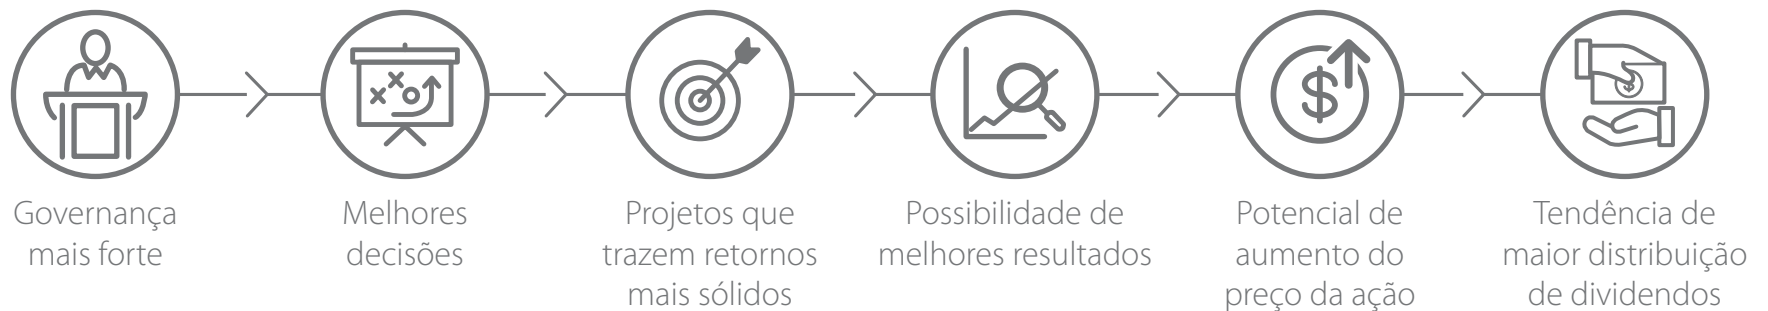 Governança
mais forte
Melhores
decisões
Projetos que
trazem retornos
mais sólidos
Possibilidade de
melhores resultados
Potencial de
aumento do
preço da ação
Tendência de
maior distribuição
de dividendos